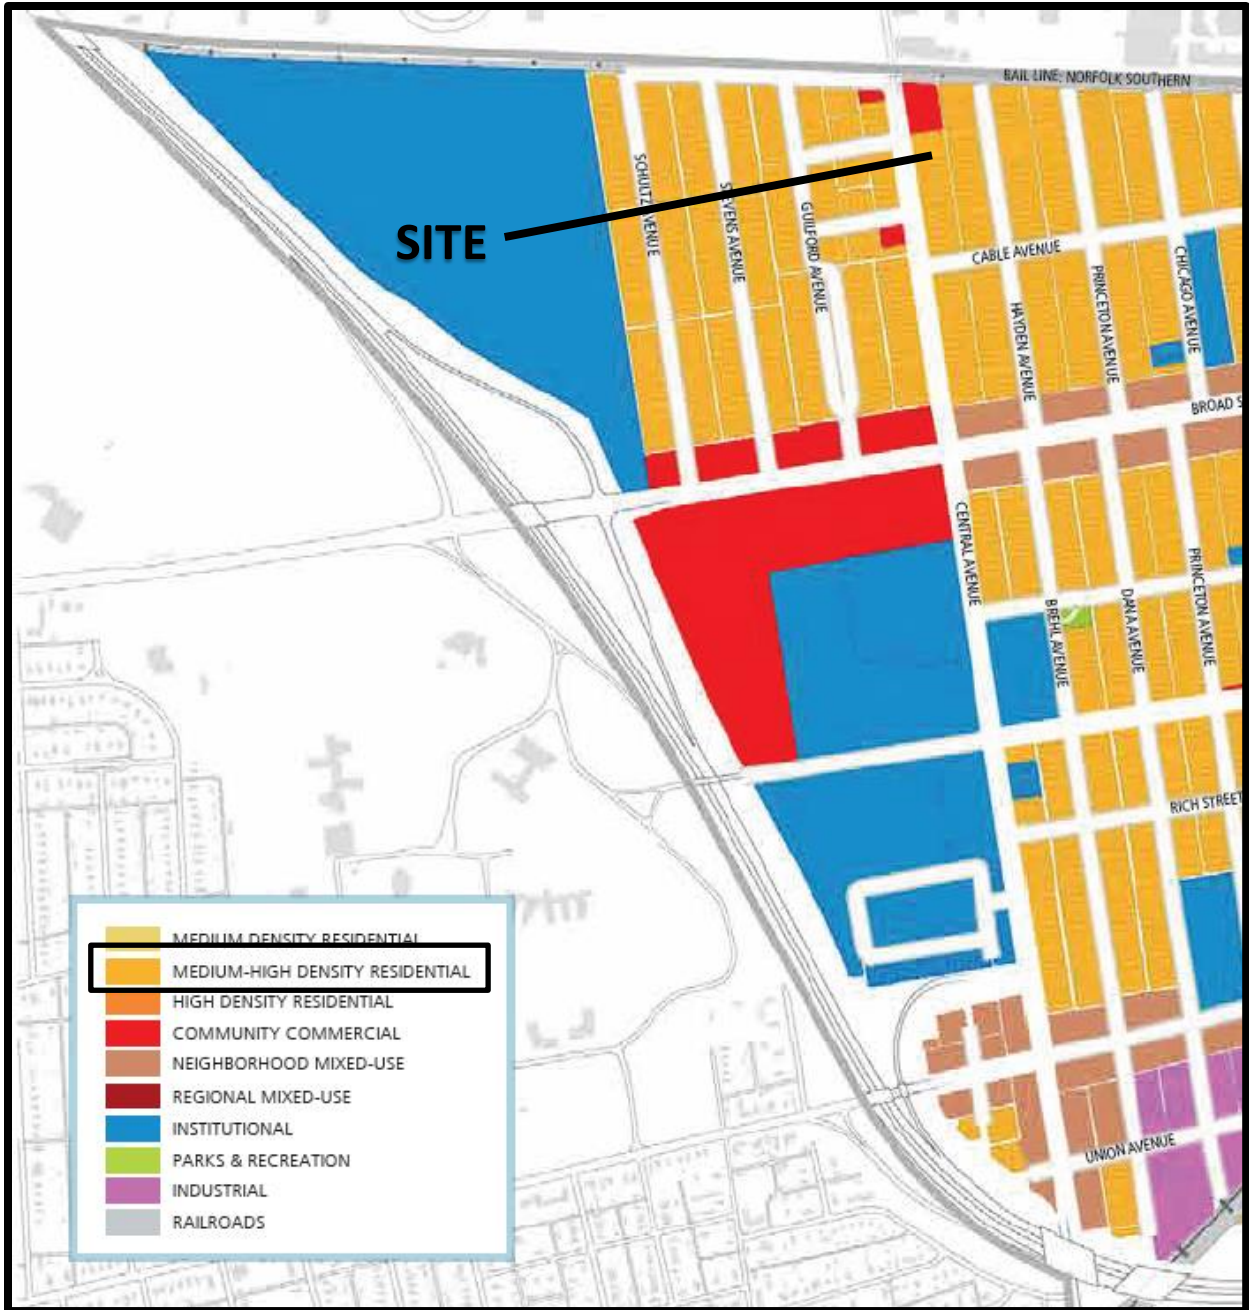 RAIL LINE: NORFOLK SOUTHERN
SCHULTZ AVENUE
STEVENS AVENUE
GUILFORD AVENUE
SITE
CABLE AVENUE
HAYDEN AVENUE
PRINCETON AVENUE
CHICAGO AVENUE
BROAD S
CENTRAL AVENUE
BREHL AVENUE
DANA AVENUE
PRINCETON AVENUE
RICH STREET
UNION AVENUE
MEDIUM DENSITY RESIDENTIAL
MEDIUM-HIGH DENSITY RESIDENTIAL
HIGH DENSITY RESIDENTIAL
COMMUNITY COMMERCIAL
NEIGHBORHOOD MIXED-USE
REGIONAL MIXED-USE
INSTITUTIONAL
PARKS & RECREATION
INDUSTRIAL
RAILROADS